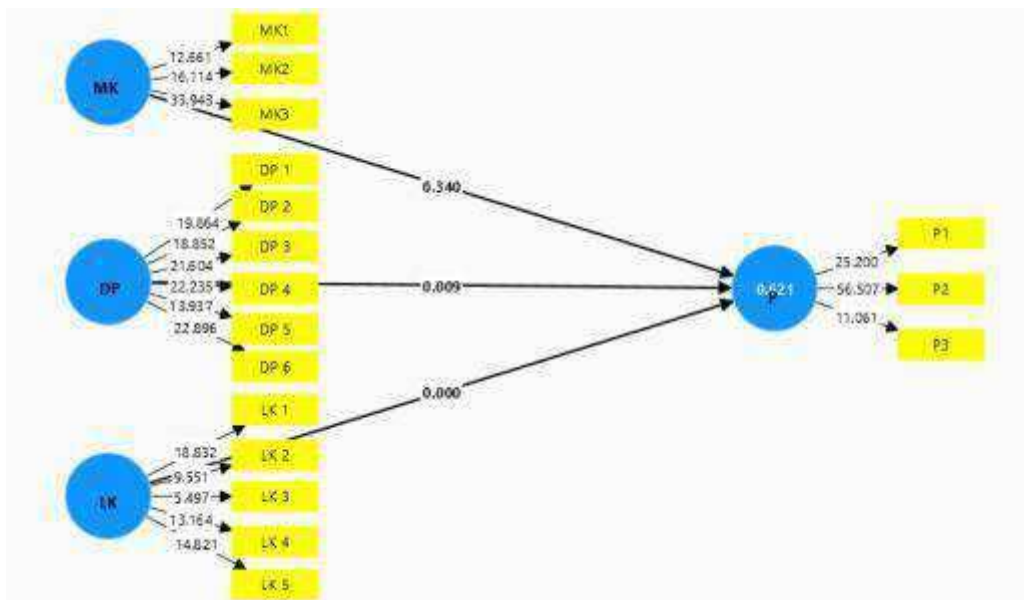 MK
12.661
16.114
33.943
MK1
MK2
MK3
6.340
DP
19.864
18.852
21.604
22.235
13.937
22.896
DP 1
DP 2
DP 3
DP 4
DP 5
DP 6
0.009
LK
18.832
9.551
5.497
13.164
14.821
LK 1
LK 2
LK 3
LK 4
LK 5
0.000
P
25.200
56.507
11.061
P1
P2
P3